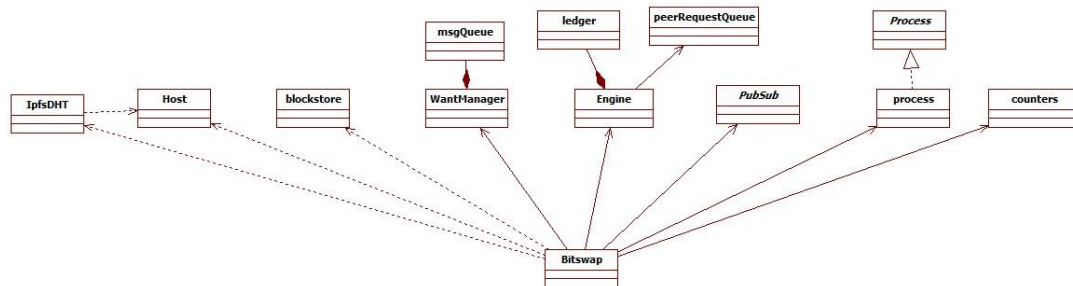 msgQueue
ledger
peerRequestQueue
Process
IpfsDHT
Host
blockstore
WantManager
Engine
PubSub
process
counters
Bitswap